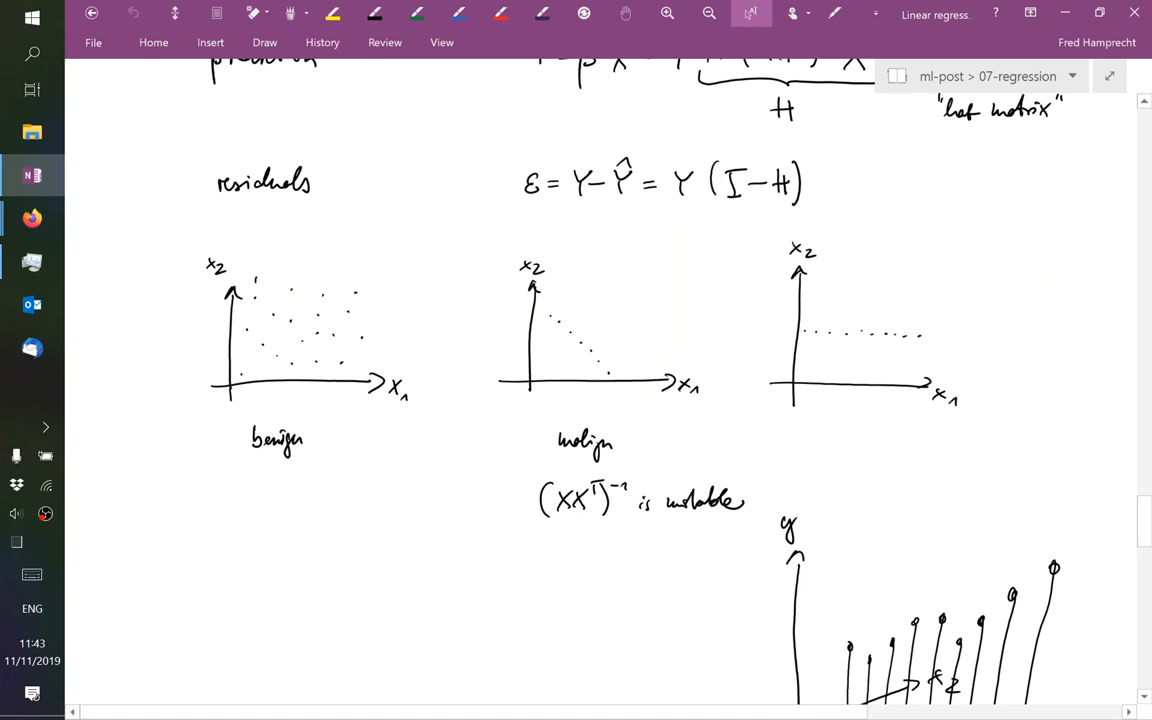 Linear regress...
?
File Home Insert Draw History Review View
Fred Hamprecht
ml-post > 07-regression
H
"hat matrix"
residuals
ε = Y - Ŷ = Y (I - H)
x₂
x₁
benign
x₂
x₁
malign
(XXᵀ)⁻¹ is unstable
x₂
x₁
y
x₂
ENG
11:43
11/11/2019